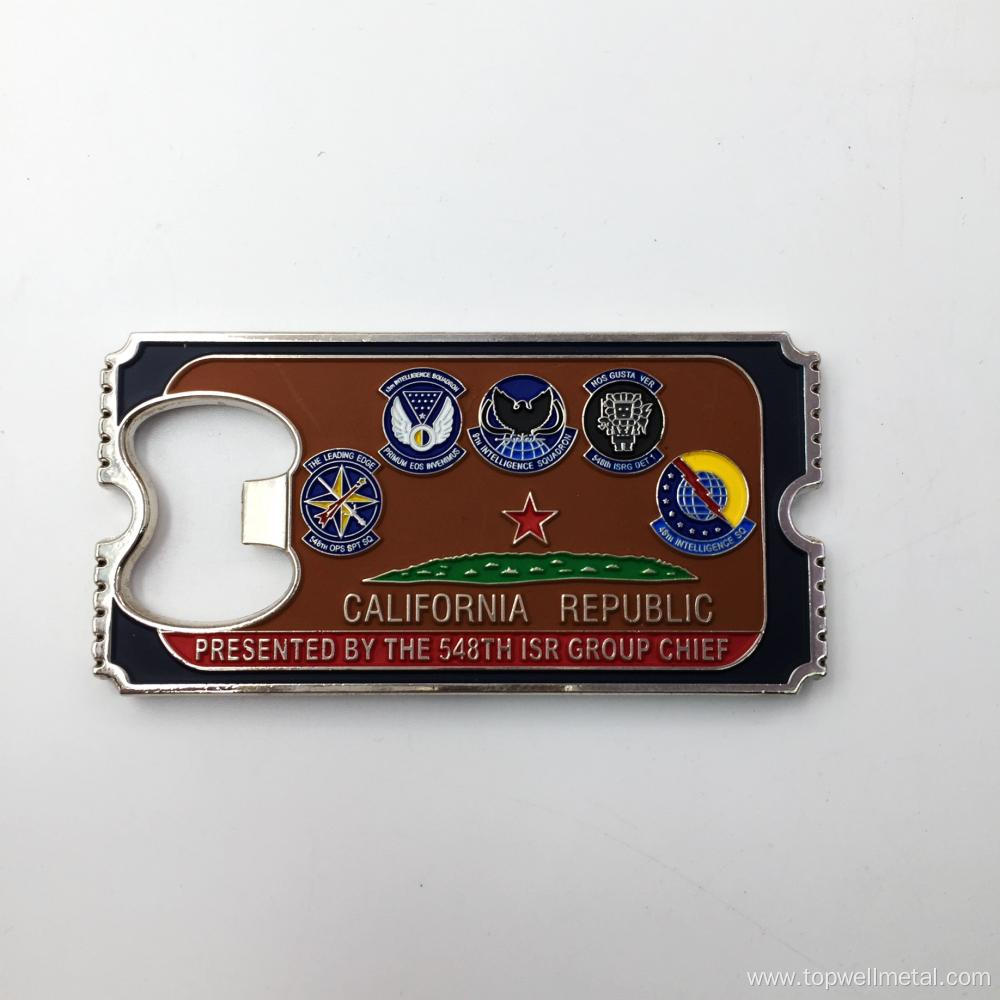 13th INTELLIGENCE SQUADRON
PRIMUM EOS INVENIMUS
9th INTELLIGENCE SQUADRON
NOS GUSTA VER
548th ISRG DET 1
THE LEADING EDGE
548TH OPS SPT SQ
48th INTELLIGENCE SQ
CALIFORNIA REPUBLIC
PRESENTED BY THE 548TH ISR GROUP CHIEF
www.topwellmetal.com